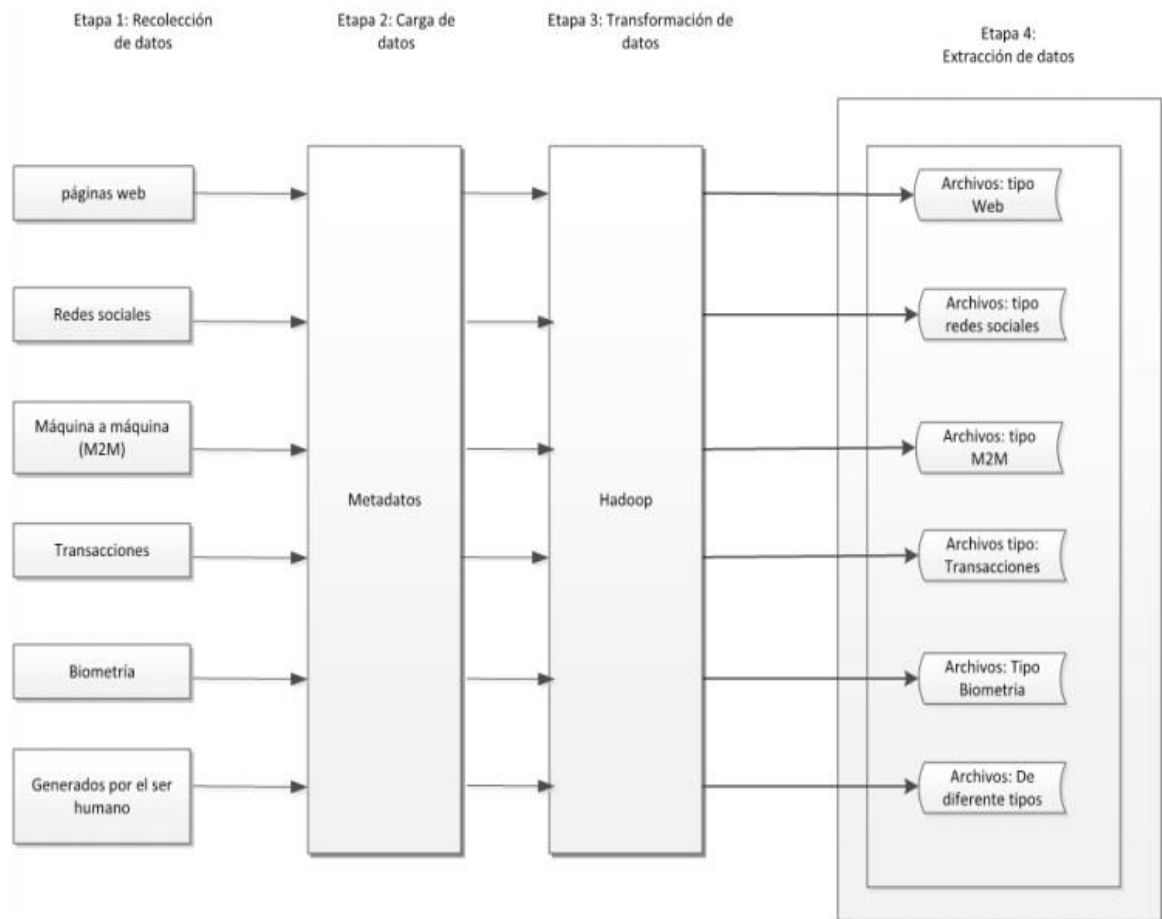 Etapa 1: Recolección
de datos
Etapa 2: Carga de
datos
Etapa 3: Transformación de
datos
Etapa 4:
Extracción de datos
páginas web
Redes sociales
Máquina a máquina
(M2M)
Transacciones
Biometría
Generados por el ser
humano
Metadatos
Hadoop
Archivos: tipo
Web
Archivos: tipo
redes sociales
Archivos: tipo
M2M
Archivos tipo:
Transacciones
Archivos: Tipo
Biometria
Archivos: De
diferente tipos